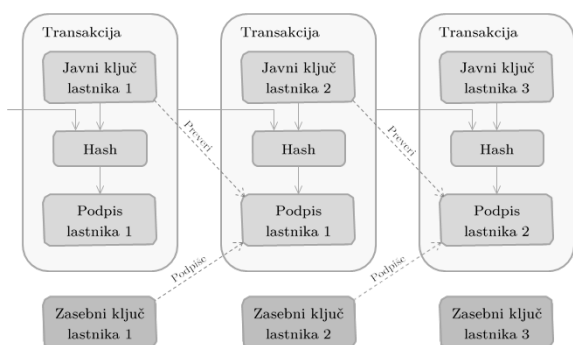 Transakcija
Javni ključ
lastnika 1
Hash
Podpis
lastnika 1
Zasebni ključ
lastnika 1
Transakcija
Javni ključ
lastnika 2
Hash
Podpis
lastnika 1
Zasebni ključ
lastnika 2
Transakcija
Javni ključ
lastnika 3
Hash
Podpis
lastnika 2
Zasebni ključ
lastnika 3
Preveri
Podpiše
Preveri
Podpiše